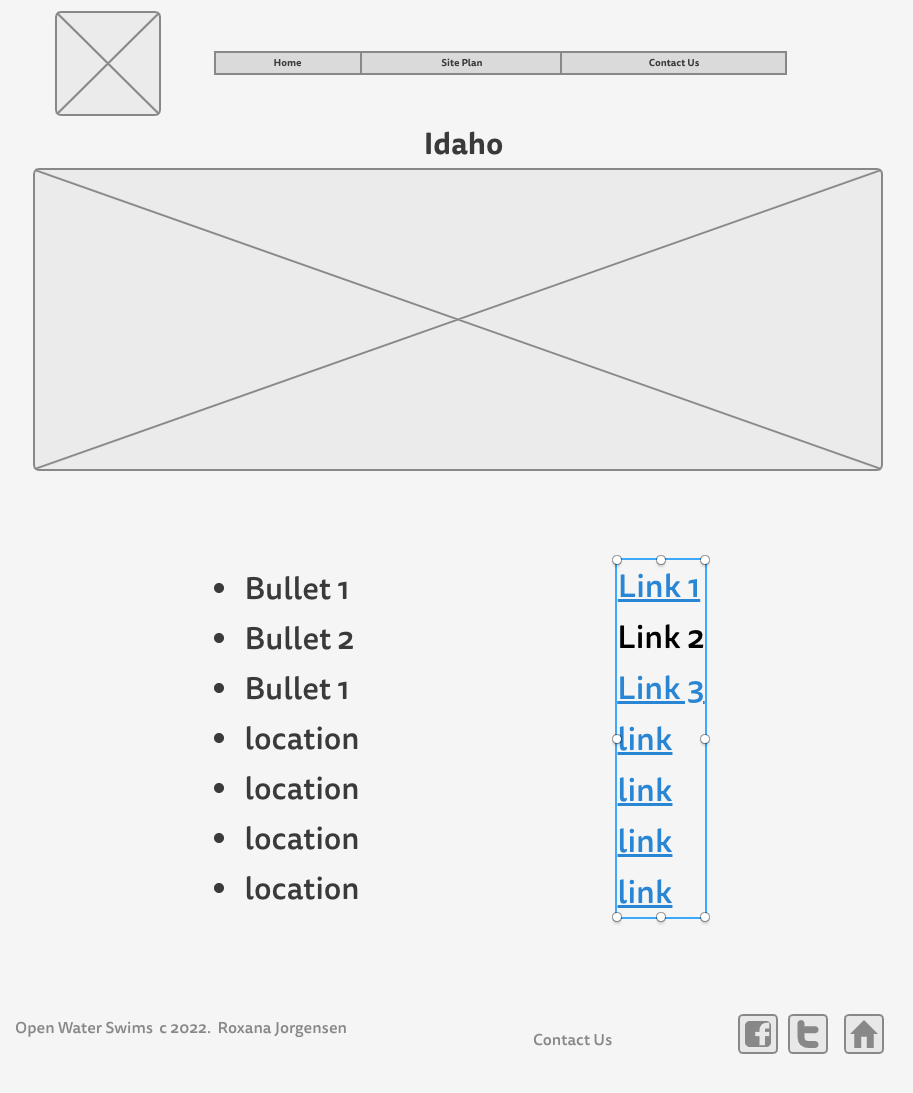 Home Site Plan Contact Us
Idaho
Bullet 1
Bullet 2
Bullet 1
location
location
location
location
Link 1
Link 2
Link 3
link
link
link
link
Open Water Swims c 2022. Roxana Jorgensen
Contact Us